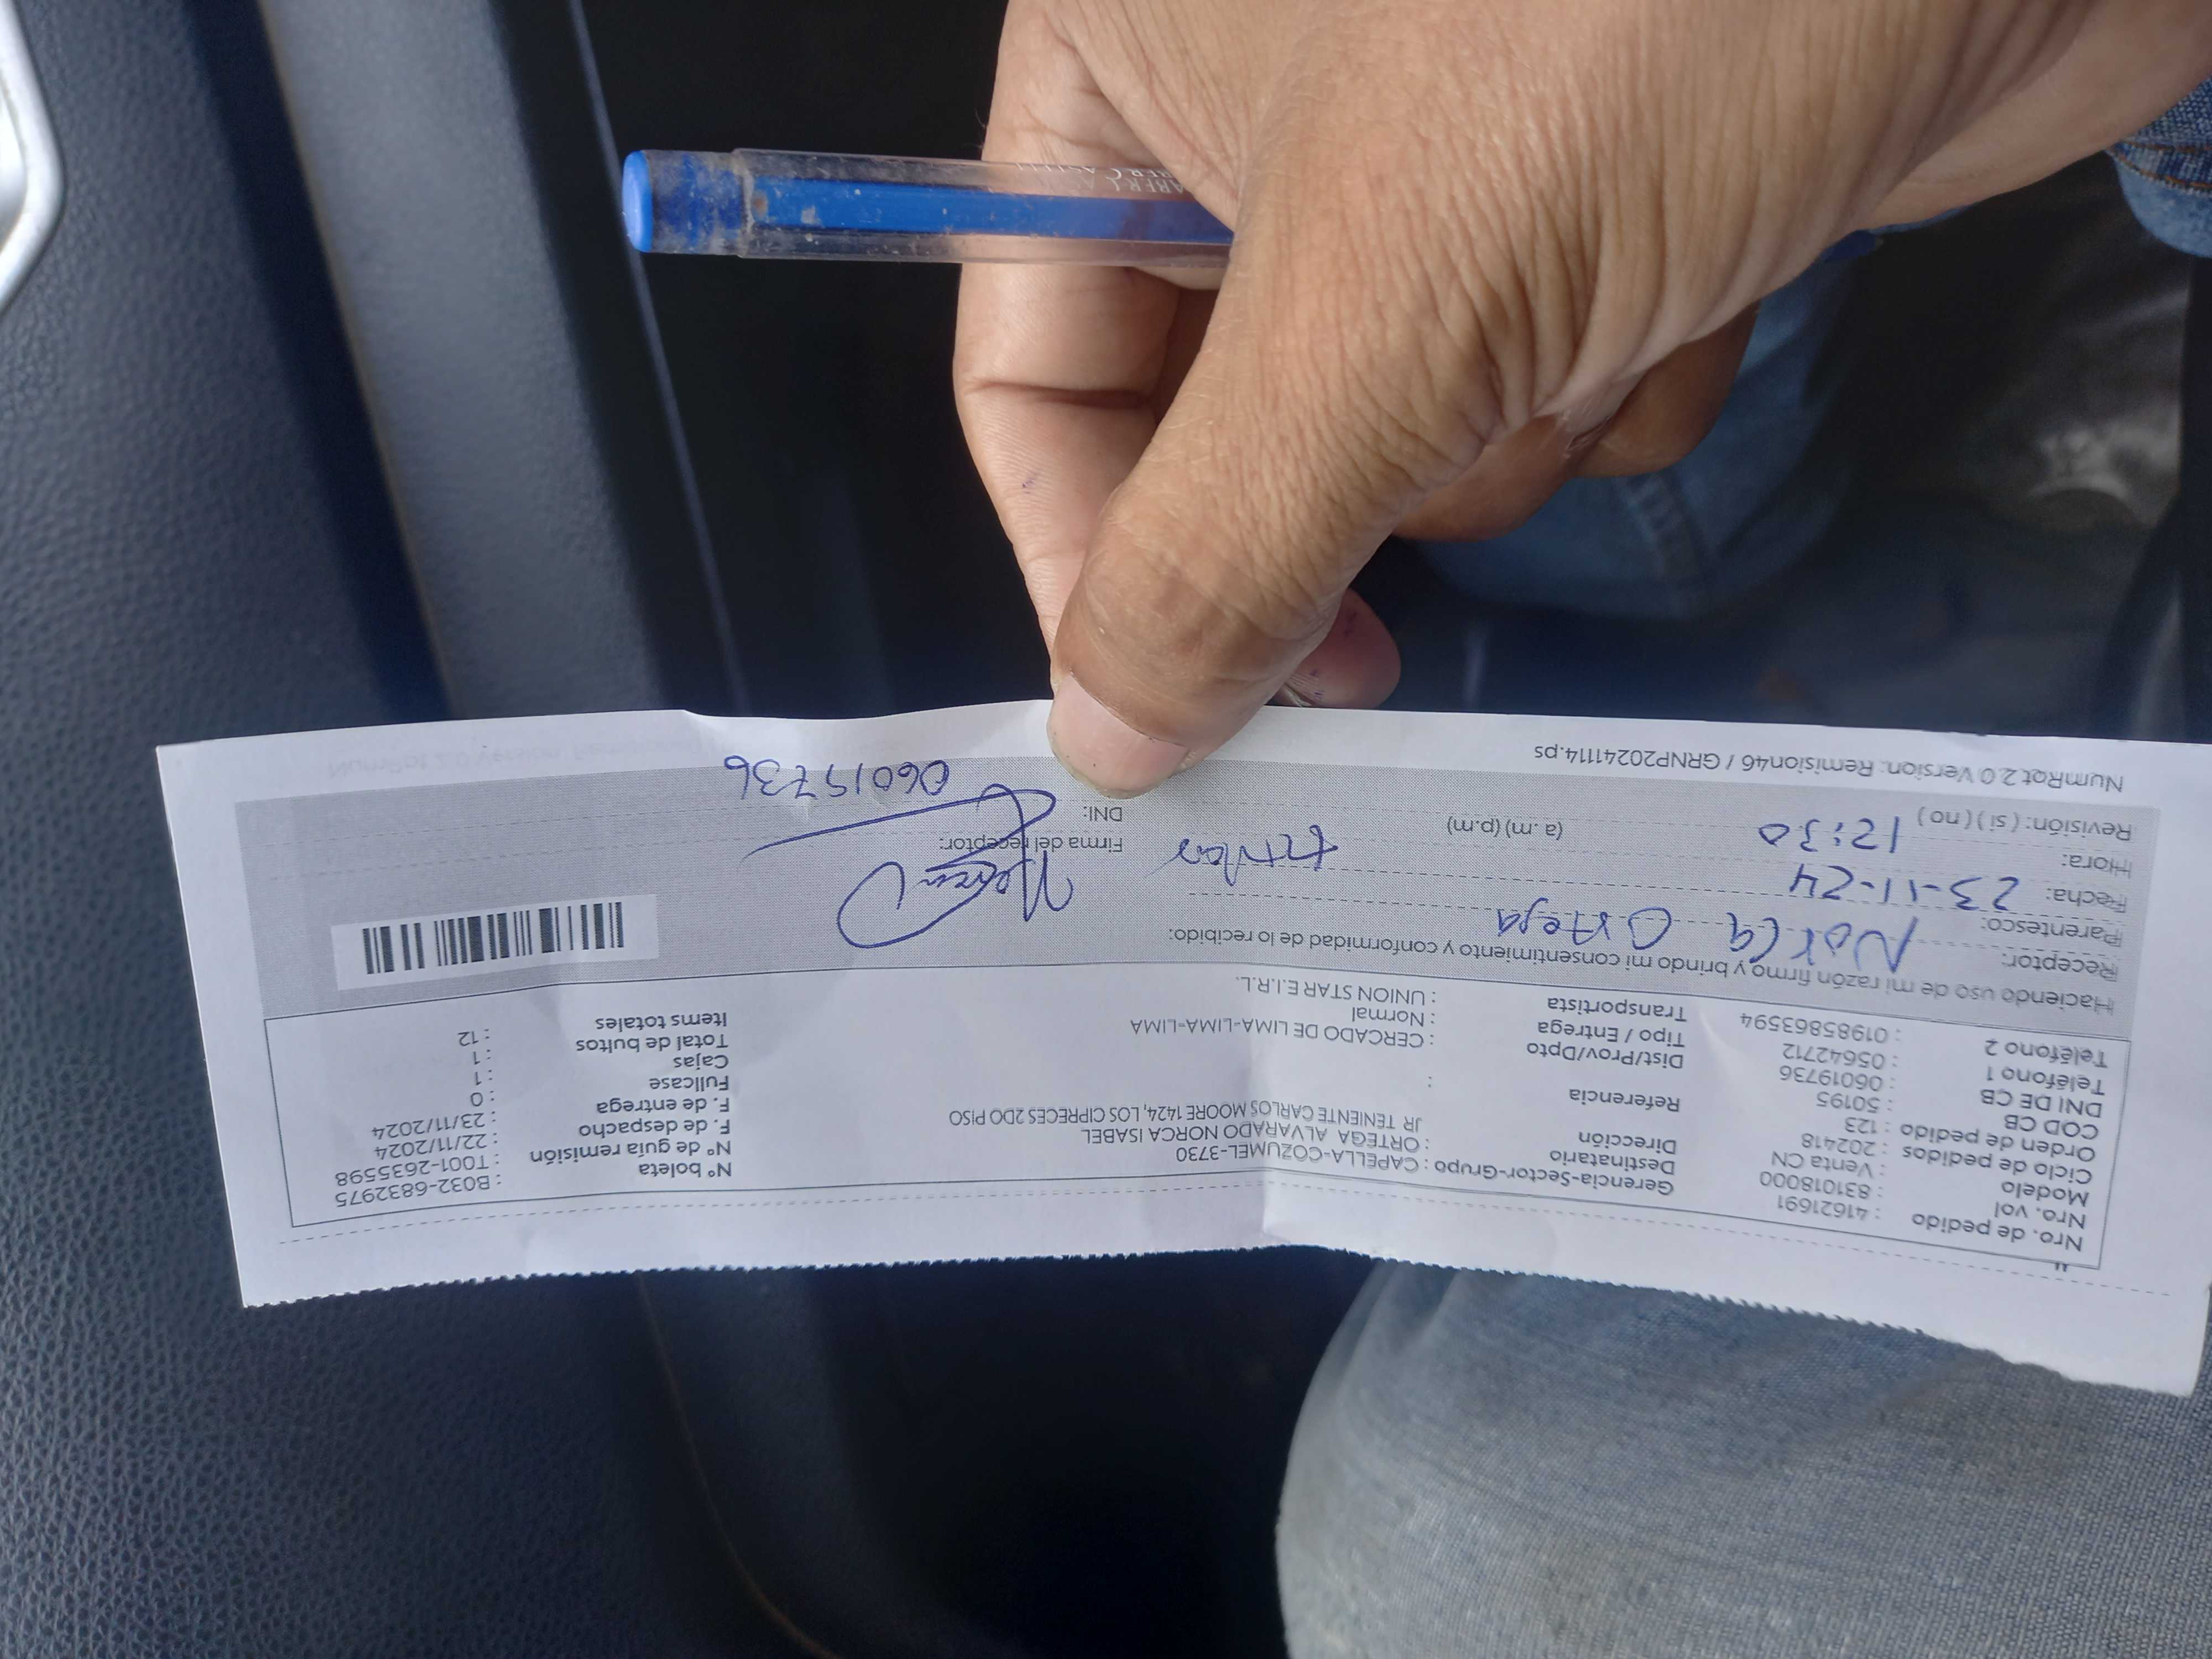 Nro. de pedido : 41621691
Nro. vol : 831018000
Modelo : Venta CN
Ciclo de pedidos : 202418
Orden de pedido : 123
COD CB : 50195
DNI DE CB : 06019736
Teléfono 1 : 05642712
Teléfono 2 : 01985863594
Gerencia-Sector-Grupo : CAPELLA-COZUMEL-3730
Destinatario : ORTEGA ALVARADO NORCA ISABEL
Dirección JR TENIENTE CARLOS MOORE 1424, LOS CIPRECES 2DO PISO
Referencia :
Dist/Prov/Dpto : CERCADO DE LIMA-LIMA-LIMA
Tipo / Entrega : Normal
Transportista : UNION STAR E.I.R.L.
Nº boleta : B032-6832975
Nº de guia remisión : T001-2635598
F. de despacho : 22/11/2024
F. de entrega : 23/11/2024
Fullcase : 0
Cajas : 1
Total de bultos : 1
Items totales : 12
Haciendo uso de mi razón firmo y brindo mi consentimiento y conformidad de lo recibido:
Receptor: Norca Ortega
Parentesco: titular
Fecha: 23-11-24
Hora: 12:30 (a. m) (p.m)
Revisión: ( si ) ( no )
Firma del receptor:
DNI: 06019736
NumRot 2.0 Version: Remision46 / GRNP20241114.ps